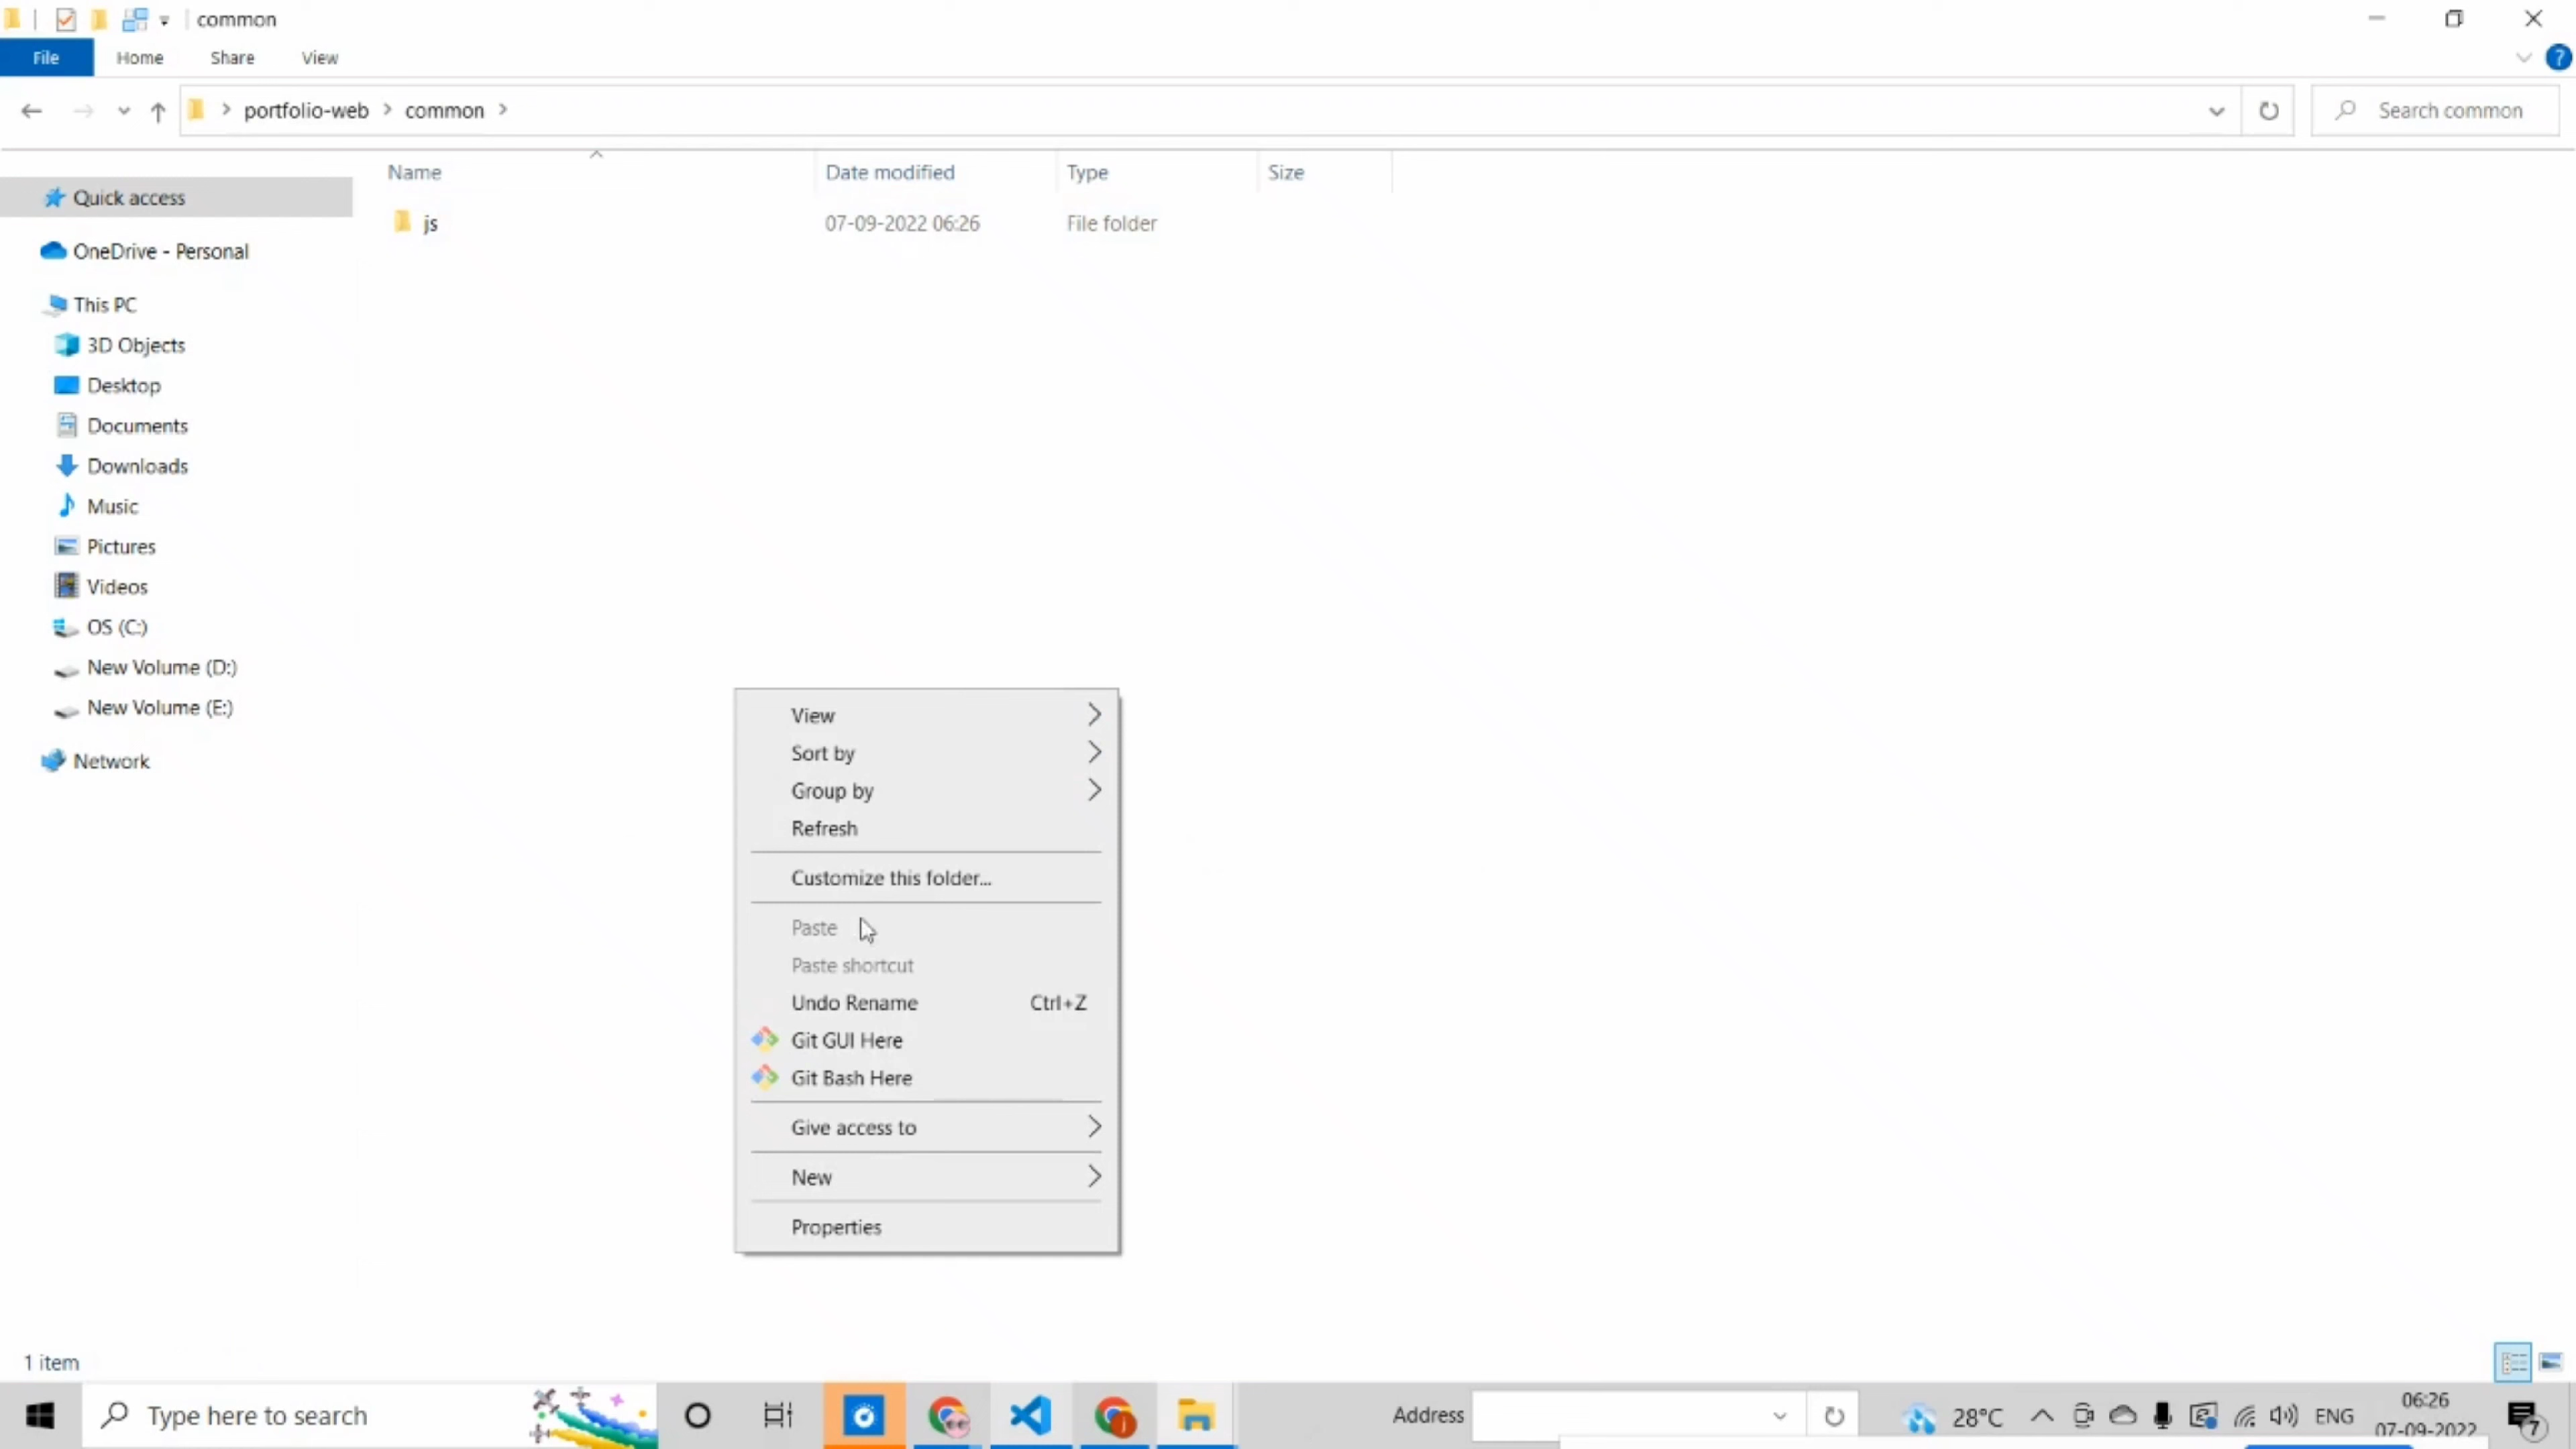 common
File Home Share View
portfolio-web common
Search common
Name Date modified Type Size
js 07-09-2022 06:26 File folder
Quick access
OneDrive - Personal
This PC
3D Objects
Desktop
Documents
Downloads
Music
Pictures
Videos
OS (C:)
New Volume (D:)
New Volume (E:)
Network
View
Sort by
Group by
Refresh
Customize this folder...
Paste
Paste shortcut
Undo Rename Ctrl+Z
Git GUI Here
Git Bash Here
Give access to
New
Properties
1 item
Type here to search
Address
28°C
ENG
06:26
07-09-2022
7